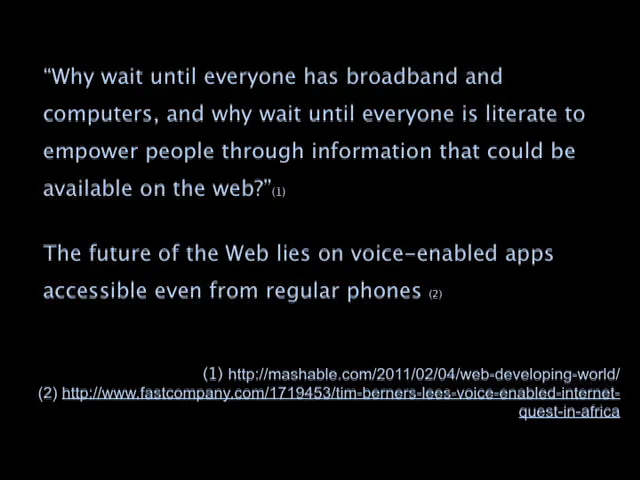 “Why wait until everyone has broadband and
computers, and why wait until everyone is literate to
empower people through information that could be
available on the web?”(1)
The future of the Web lies on voice-enabled apps
accessible even from regular phones (2)
(1) http://mashable.com/2011/02/04/web-developing-world/
(2) http://www.fastcompany.com/1719453/tim-berners-lees-voice-enabled-internet-
quest-in-africa